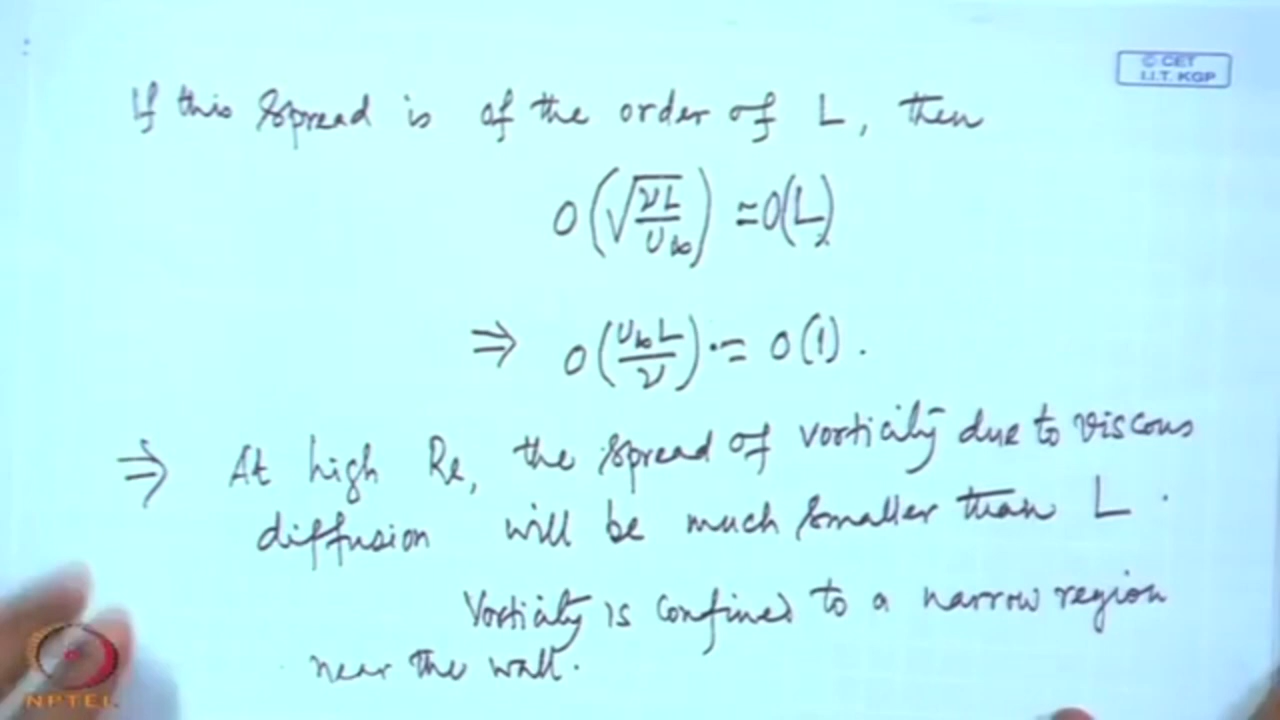 © CET
I.I.T. KGP
If this spread is of the order of L, then
O(√(νL/U∞)) ≃ O(L)
⇒ O(U∞L/ν) ·= O(1).
⇒ At high Re, the spread of vorticity due to viscous
diffusion will be much smaller than L.
Vorticity is confined to a narrow region
near the wall.
NPTEL